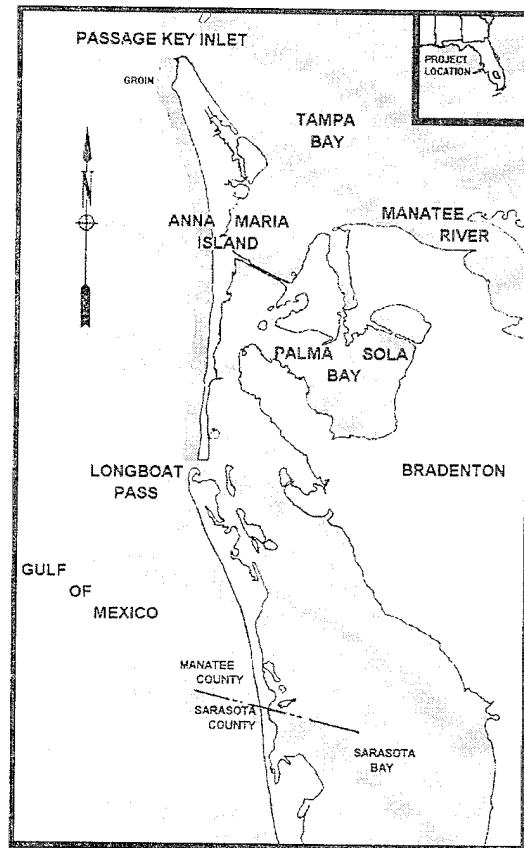 PASSAGE KEY INLET
PROJECT
LOCATION
GROIN
TAMPA
BAY
N
ANNA MARIA
ISLAND
MANATEE
RIVER
PALMA SOLA
BAY
LONGBOAT
PASS
BRADENTON
GULF
OF
MEXICO
MANATEE
COUNTY
SARASOTA
COUNTY
SARASOTA
BAY